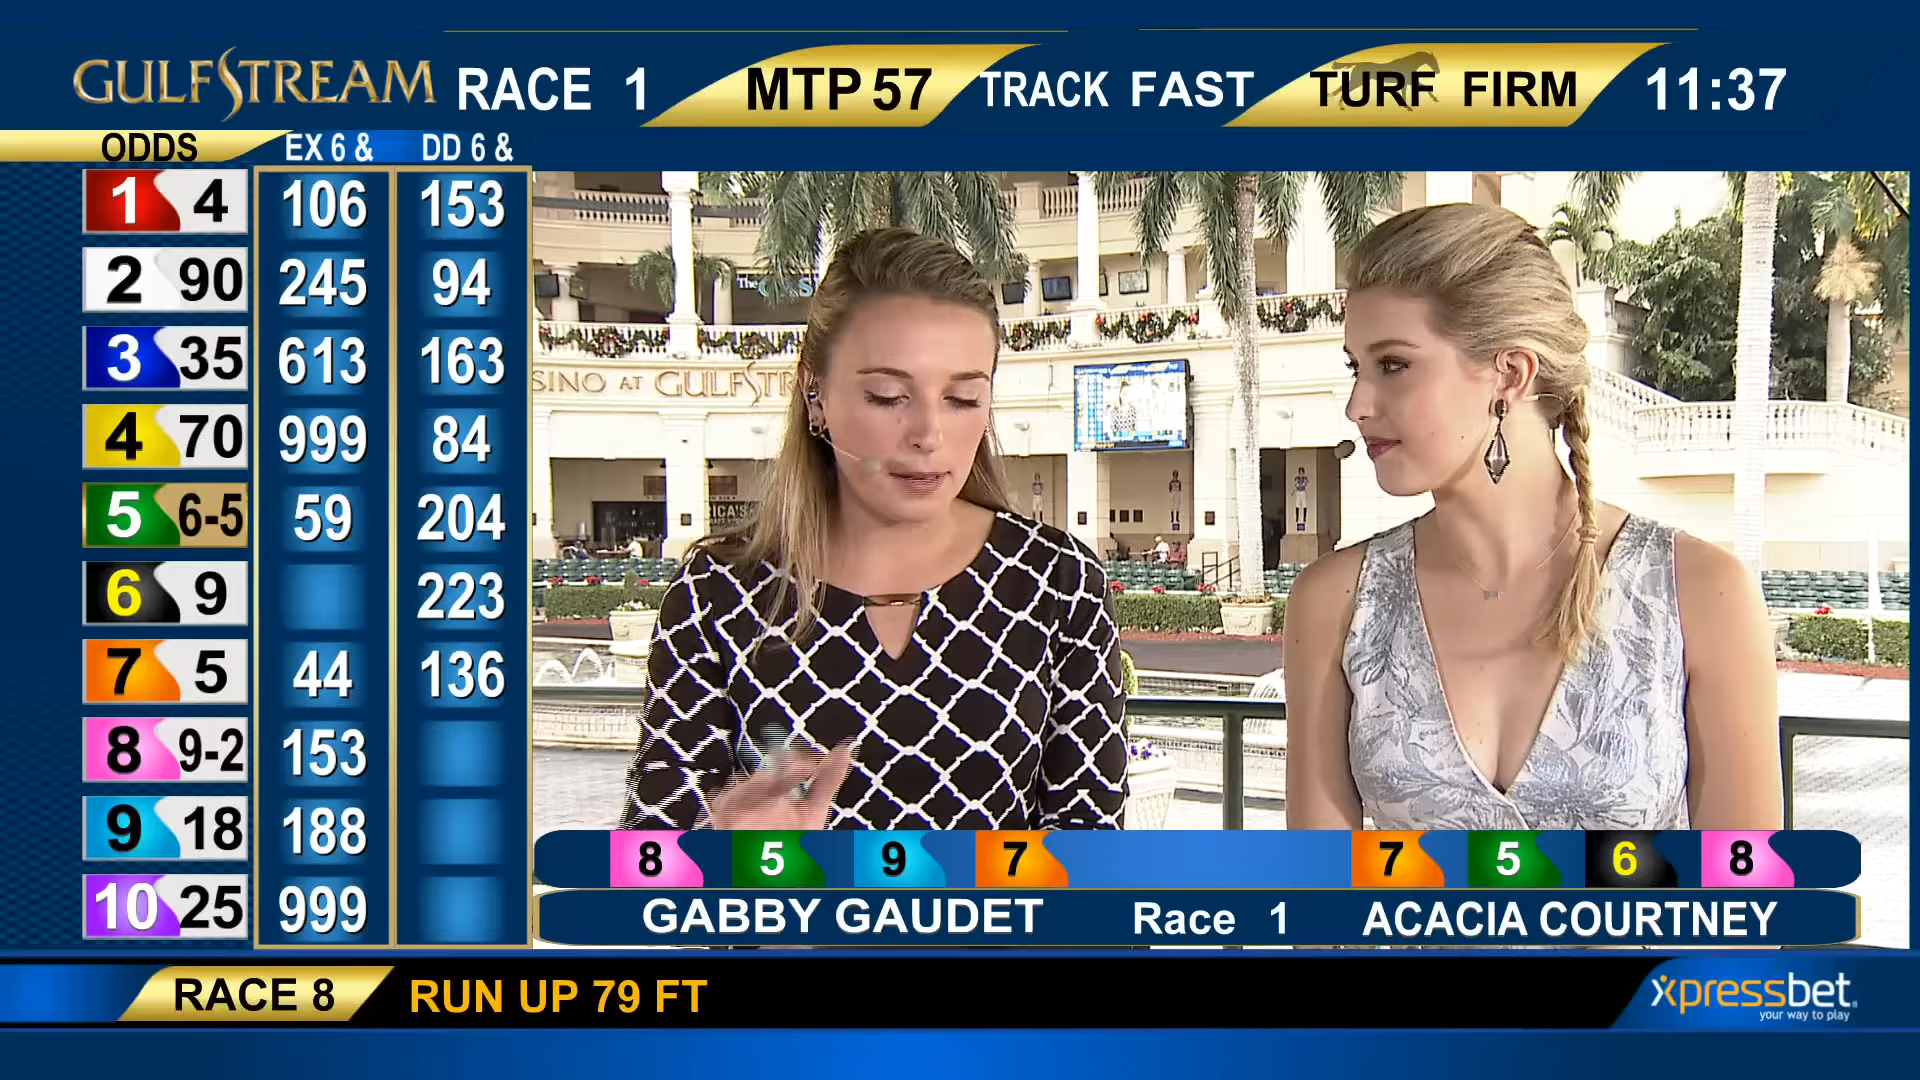 GULFSTREAM RACE 1 MTP 57 TRACK FAST TURF FIRM 11:37
ODDS EX 6 & DD 6 &
1 4 106 153
2 90 245 94
3 35 613 163
4 70 999 84
5 6-5 59 204
6 9 223
7 5 44 136
8 9-2 153
9 18 188
10 25 999
The
SINO AT GULFSTR
8 5 9 7 7 5 6 8
GABBY GAUDET Race 1 ACACIA COURTNEY
RACE 8 RUN UP 79 FT
xpressbet.
your way to play